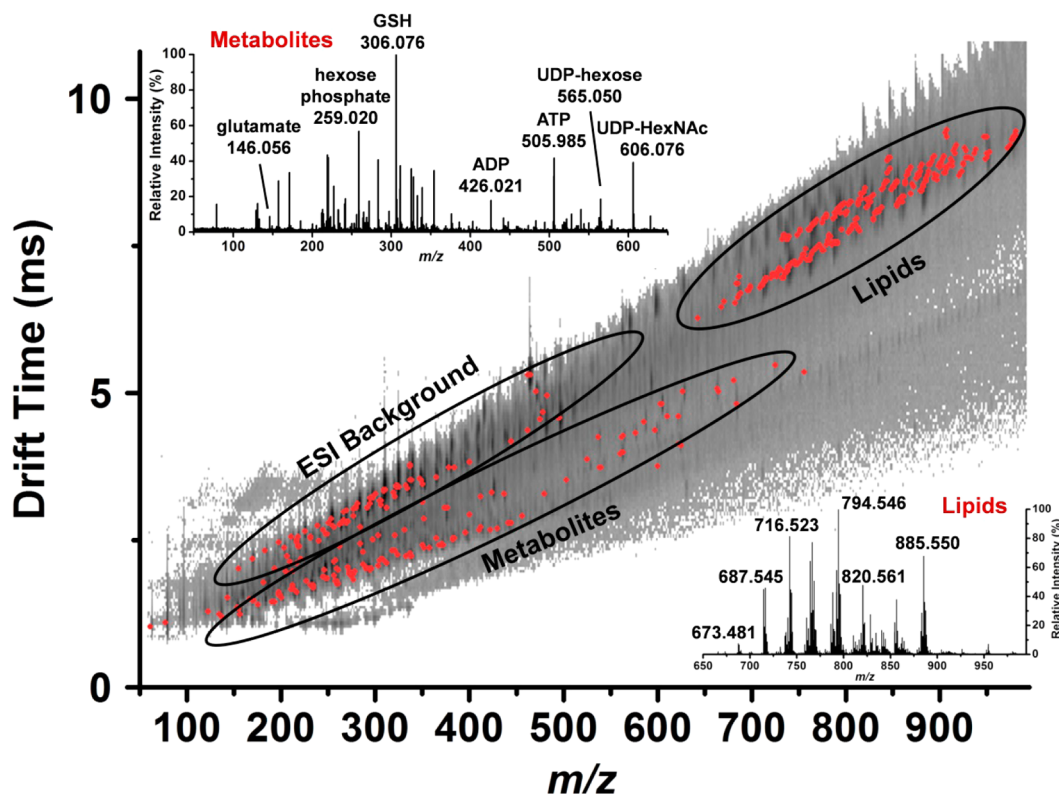 Metabolites
GSH
306.076
hexose
phosphate
259.020
glutamate
146.056
ADP
426.021
ATP
505.985
UDP-hexose
565.050
UDP-HexNAc
606.076
Relative Intensity (%)
100
80
60
40
20
0
100 200 300 400 500 600
m/z
Drift Time (ms)
10
5
0
ESI Background
Metabolites
Lipids
Lipids
794.546
716.523
885.550
687.545
820.561
673.481
100
80
60
40
20
0
Relative Intensity (%)
650 700 750 800 850 900 950
m/z
100 200 300 400 500 600 700 800 900
m/z